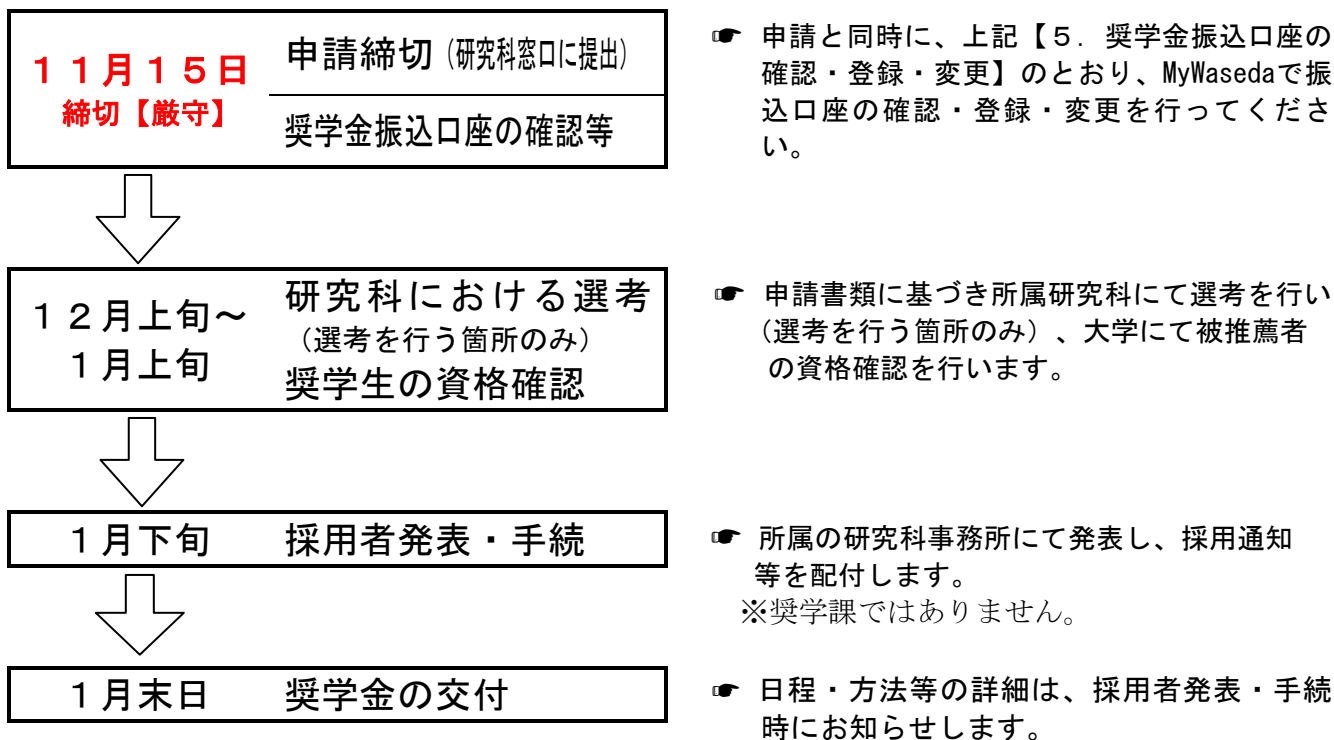 １１月１５日
締切【厳守】
申請締切（研究科窓口に提出）
奨学金振込口座の確認等
☛ 申請と同時に、上記【５．奨学金振込口座の
確認・登録・変更】のとおり、MyWasedaで振
込口座の確認・登録・変更を行ってくださ
い。
１２月上旬～
１月上旬
研究科における選考
（選考を行う箇所のみ）
奨学生の資格確認
☛ 申請書類に基づき所属研究科にて選考を行い
（選考を行う箇所のみ）、大学にて被推薦者
の資格確認を行います。
１月下旬 採用者発表・手続
☛ 所属の研究科事務所にて発表し、採用通知
等を配付します。
※奨学課ではありません。
１月末日 奨学金の交付
☛ 日程・方法等の詳細は、採用者発表・手続
時にお知らせします。